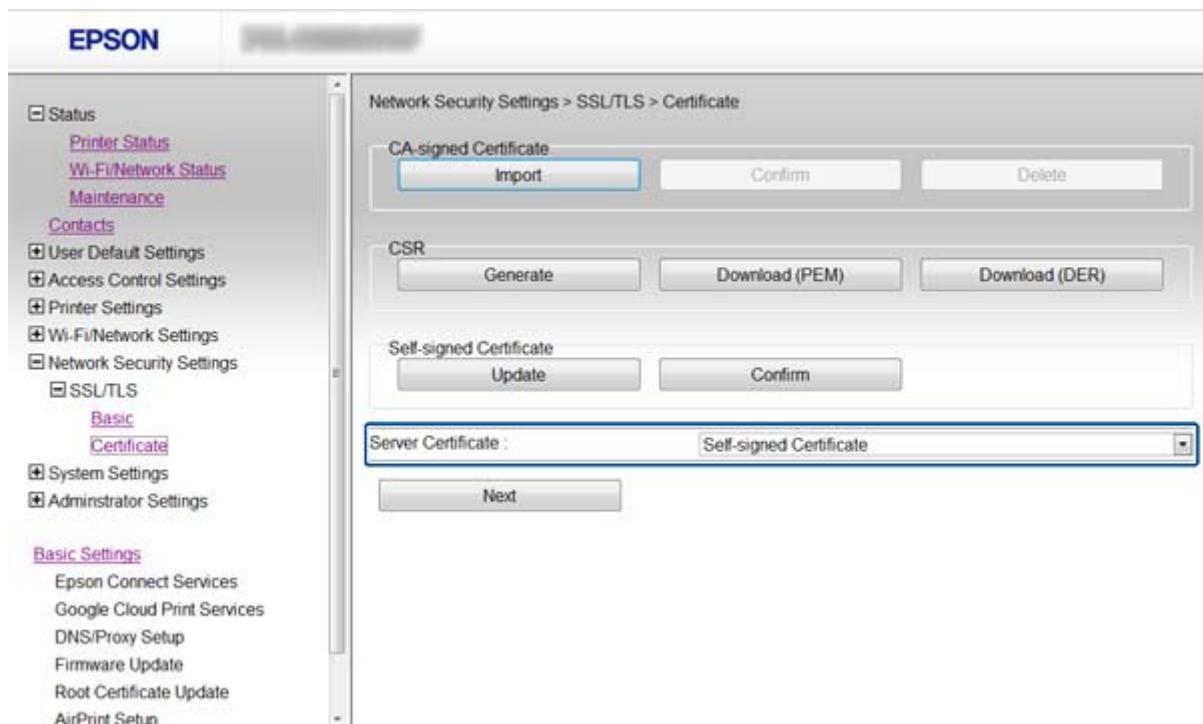 EPSON
Status
Printer Status
Wi-Fi/Network Status
Maintenance
Contacts
User Default Settings
Access Control Settings
Printer Settings
Wi-Fi/Network Settings
Network Security Settings
SSL/TLS
Basic
Certificate
System Settings
Adminstrator Settings
Basic Settings
Epson Connect Services
Google Cloud Print Services
DNS/Proxy Setup
Firmware Update
Root Certificate Update
AirPrint Setup
Network Security Settings > SSL/TLS > Certificate
CA-signed Certificate
Import Confirm Delete
CSR
Generate Download (PEM) Download (DER)
Self-signed Certificate
Update Confirm
Server Certificate : Self-signed Certificate
Next